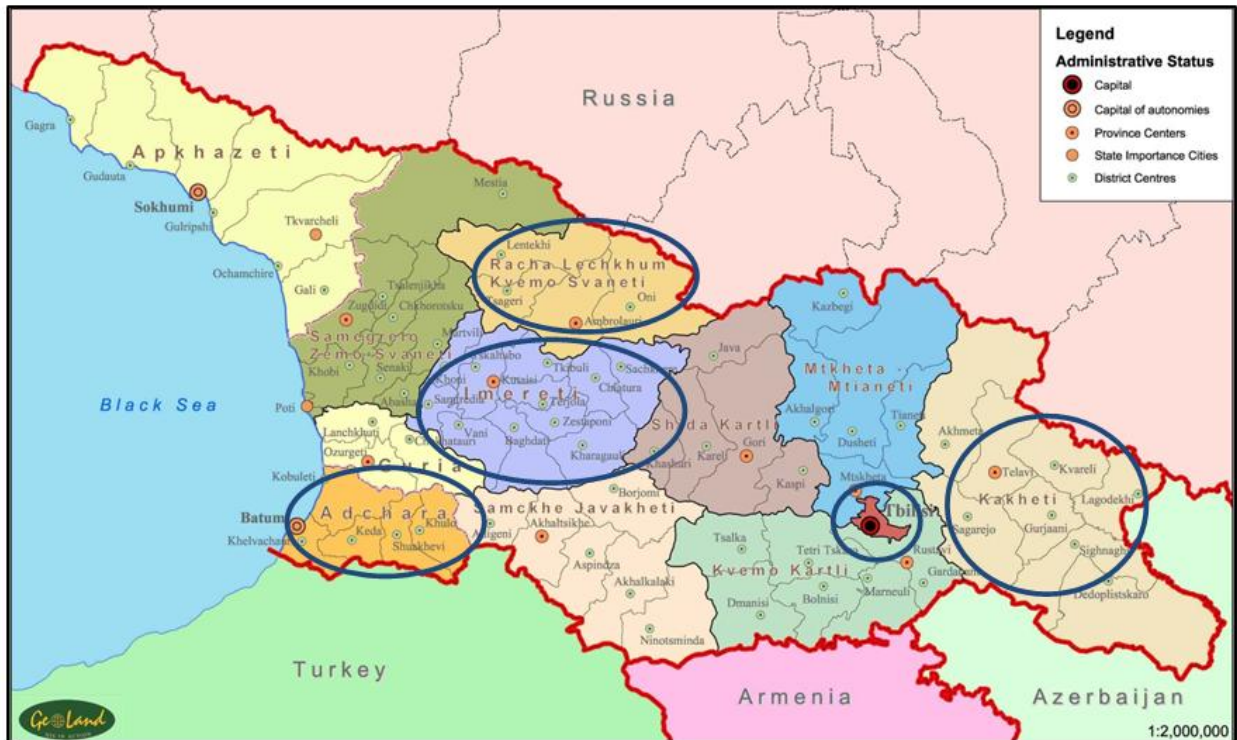 Legend
Administrative Status
Capital
Capital of autonomies
Province Centers
State Importance Cities
District Centres
Russia
Gagra
Apkhazeti
Gudauta
Mestia
Sokhumi
Gulripshi
Tkvarcheli
Lentekhi
Racha Lechkhum
Kvemo Svaneti
Ochamchire
Gali
Tsalenjikha
Tsageri
Oni
Kazbegi
Zugdidi
Chkhorotsku
Ambrolauri
Samegrelo
Zemo Svaneti
Martvili
Java
Mtkheta -
Mtianeti
Khobi
Senaki
Khoni
Tskaltubo
Tkibuli
Sachkhere
Kutaisi
Chiatura
Imereti
Black Sea
Poti
Abasha
Samtredia
Terjola
Shida Kartli
Akhalgori
Tianeti
Akhmeta
Lanchkhuti
Chokhatauri
Vani
Baghdati
Zestaponi
Dusheti
Ozurgeti
Guria
Kharagauli
Khashuri
Kareli
Gori
Telavi
Kvareli
Kobuleti
Kaspi
Mtskheta
Kakheti
Lagodekhi
Borjomi
Adchara
Samckhe Javakheti
Tbilisi
Batumi
Keda
Khulo
Adigeni
Akhaltsikhe
Sagarejo
Gurjaani
Khelvachauri
Shuakhevi
Tsalka
Tetri Tskaro
Rustavi
Sighnaghi
Aspindza
Kvemo Kartli
Gardabani
Akhalkalaki
Bolnisi
Marneuli
Dedoplistskaro
Dmanisi
Ninotsminda
Turkey
Armenia
Azerbaijan
GeoLand
1:2,000,000